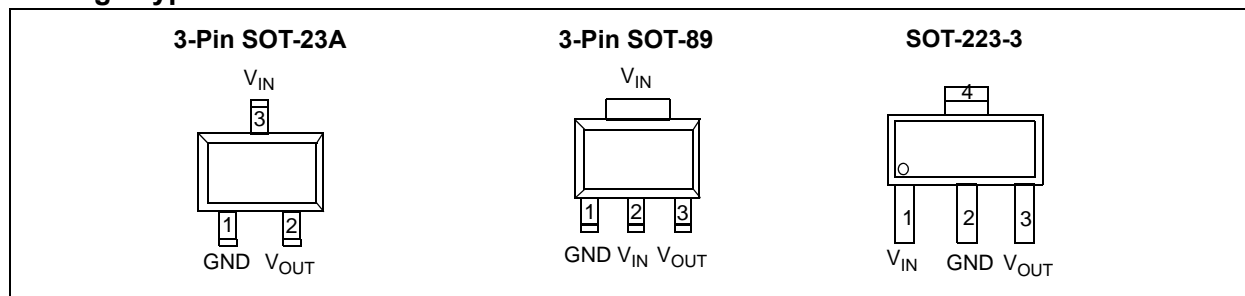 3-Pin SOT-23A
3-Pin SOT-89
SOT-223-3
VIN
3
1
2
GND VOUT
VIN
1
2
3
GND VIN VOUT
4
1
2
3
VIN GND VOUT